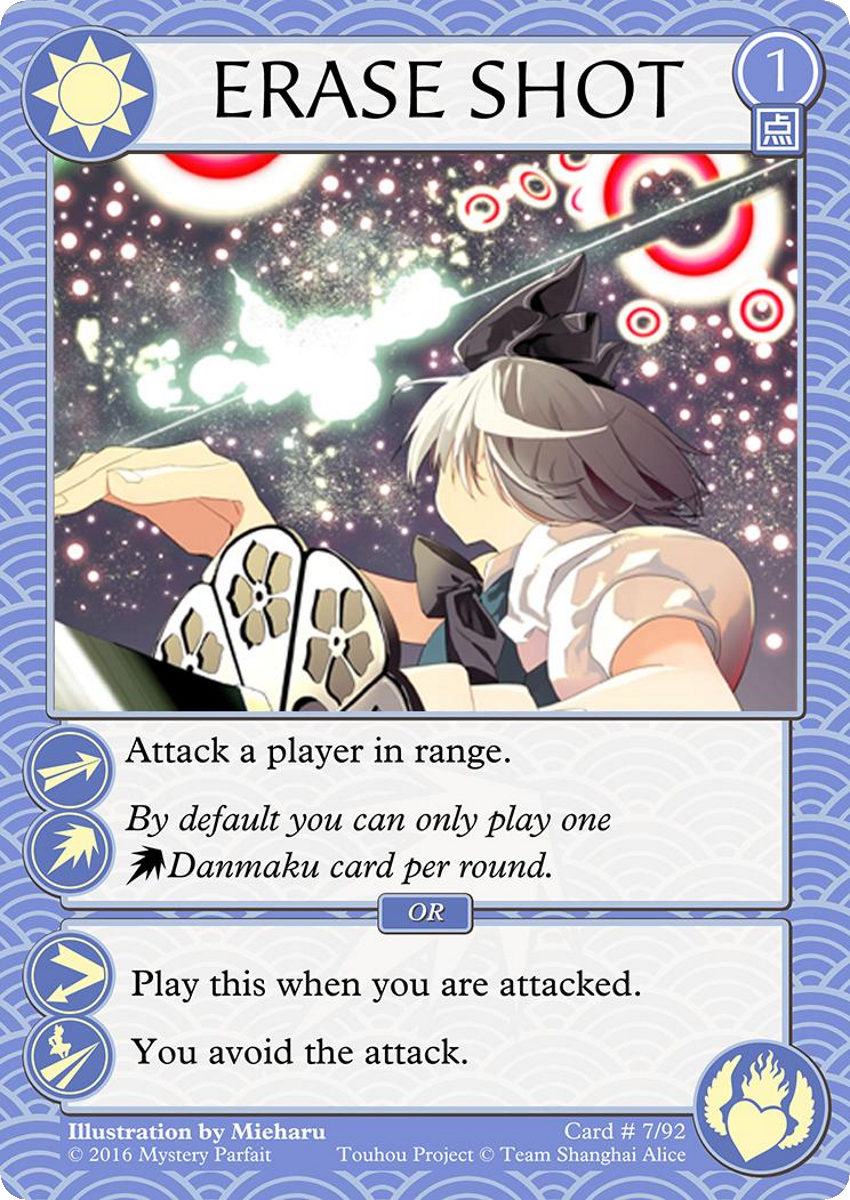 ERASE SHOT
1
点
Attack a player in range.
By default you can only play one
Danmaku card per round.
OR
Play this when you are attacked.
You avoid the attack.
Illustration by Mieharu
Card # 7/92
© 2016 Mystery Parfait
Touhou Project © Team Shanghai Alice